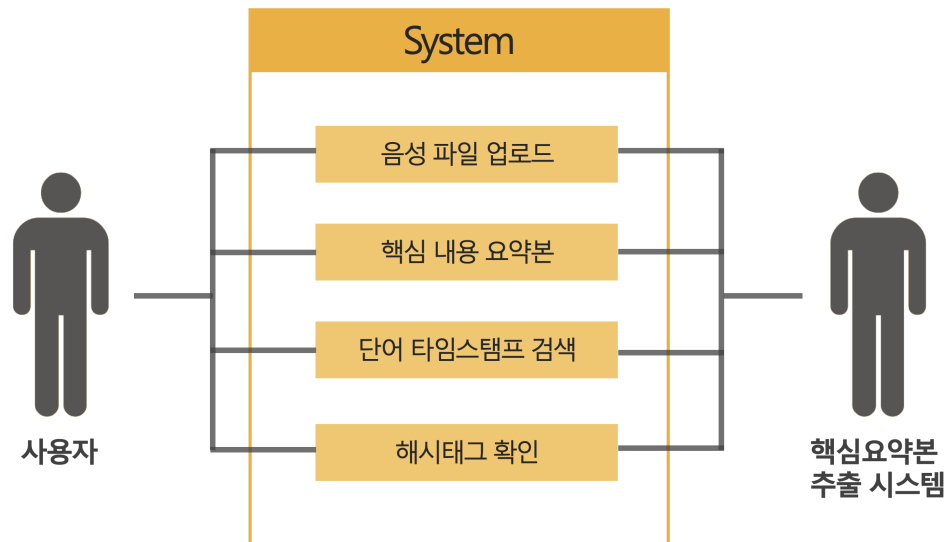 System
음성 파일 업로드
핵심 내용 요약본
단어 타임스탬프 검색
해시태그 확인
사용자
핵심요약본
추출 시스템